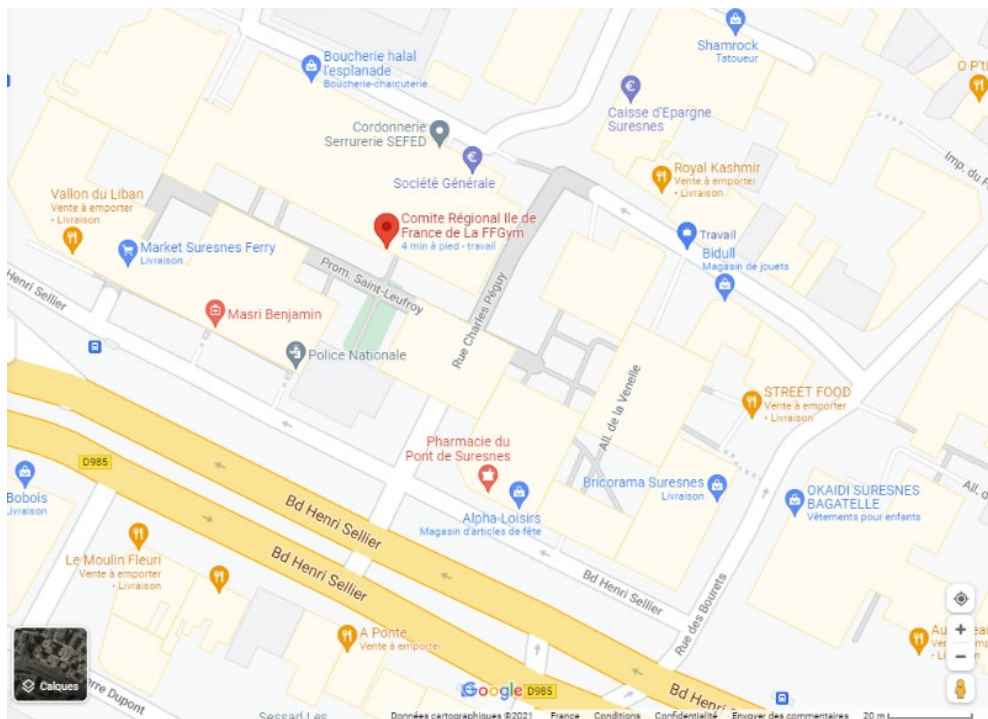 Boucherie halal
l'esplanade
Boucherie-charcuterie
Shamrock
Tatoueur
O P'ti
Caisse d'Epargne
Suresnes
Cordonnerie
Serrurerie SEFED
Société Générale
Royal Kashmir
Vente à emporter
• Livraison
Imp. du
Vallon du Liban
Vente à emporter
• Livraison
Comite Régional Ile de
France de La FFGym
4 min à pied - travail
Travail
Bidull
Magasin de jouets
Market Suresnes Ferry
Livraison
Prom. Saint-Leufroy
Henri Sellier
Masri Benjamin
Rue Charles Péguy
Police Nationale
All. de la Venelle
STREET FOOD
Vente à emporter
• Livraison
Pharmacie du
Pont de Suresnes
D985
Bricorama Suresnes
Livraison
All. de
OKAIDI SURESNES
BAGATELLE
Vêtements pour enfants
Bobois
Livraison
Bd Henri Sellier
Alpha-Loisirs
Magasin d'articles de fête
Le Moulin Fleuri
Vente à emporter
• Livraison
Bd Henri Sellier
Bd Henri Sellier
Rue des Bourets
A Ponte
Vente à emporter
Calques
Google
D985
Bd Henri
Dupont
Sessad Les
Données cartographiques ©2021 France Conditions Confidentialité Envoyer des commentaires 20 m